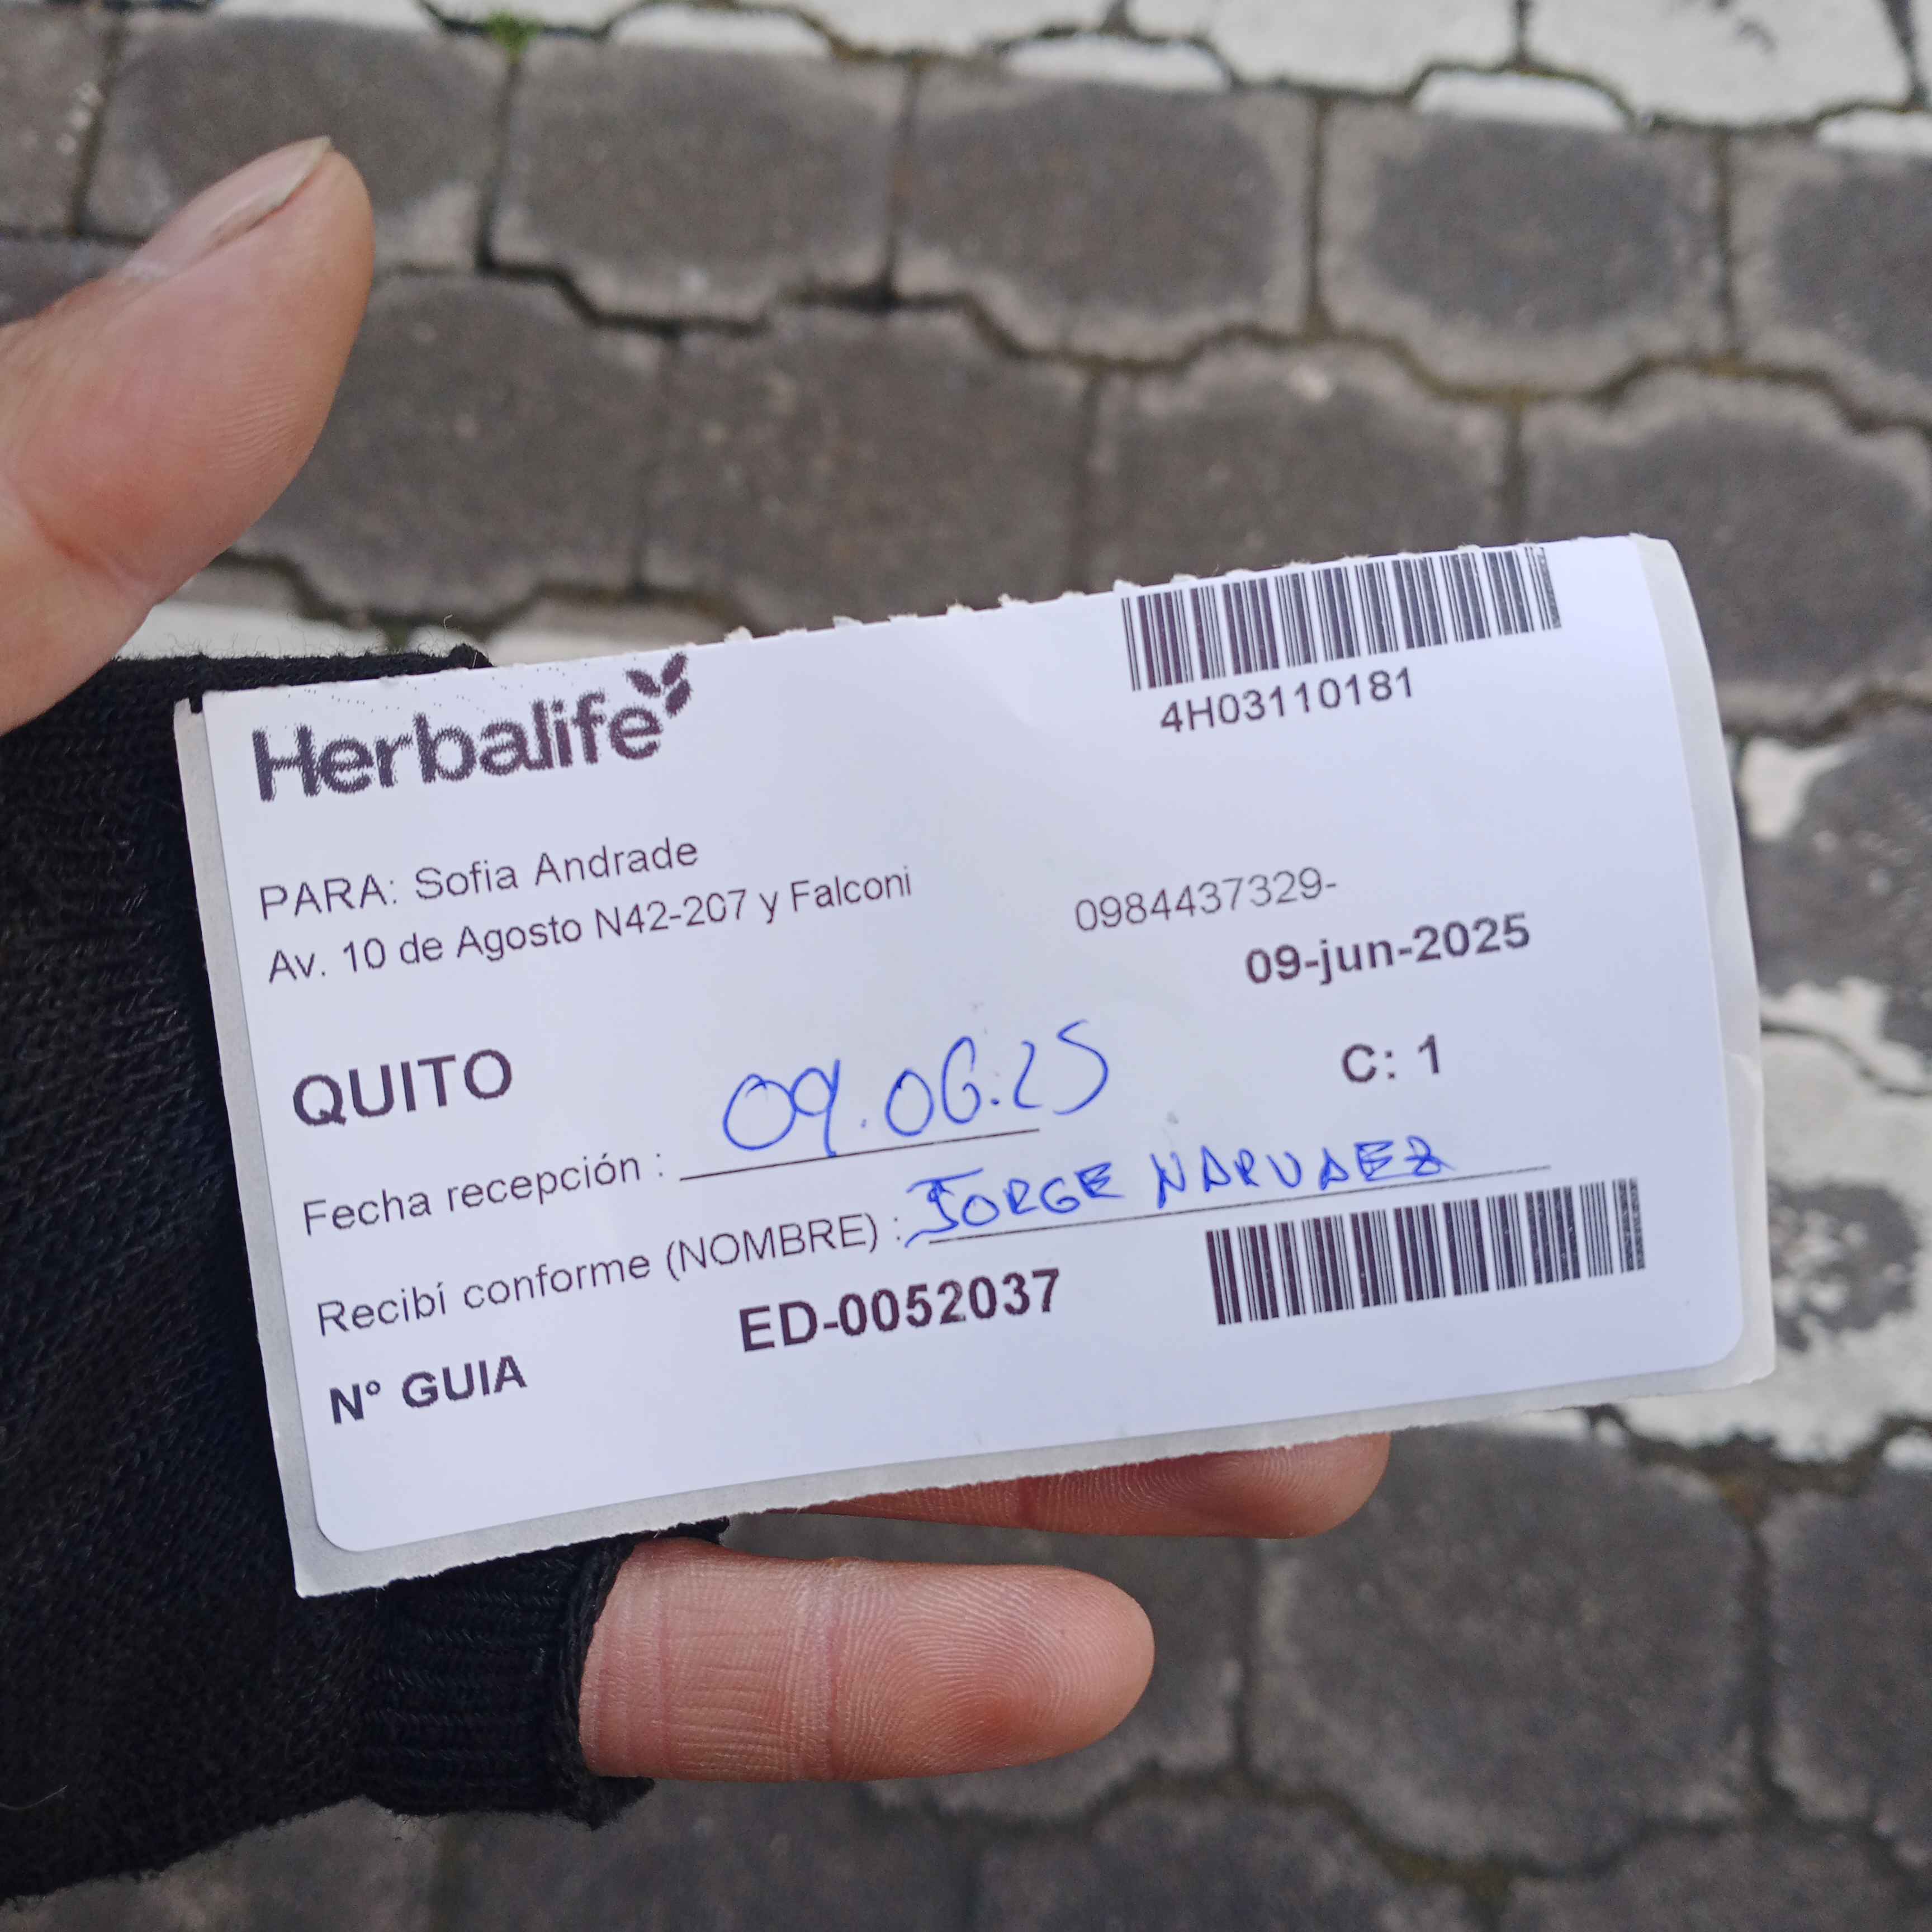 Herbalife
4H03110181
PARA: Sofia Andrade
Av. 10 de Agosto N42-207 y Falconi
0984437329-
09-jun-2025
QUITO
C: 1
Fecha recepción : 09.06.25
Recibí conforme (NOMBRE) : JORGE NARVAEZ
N° GUIA ED-0052037